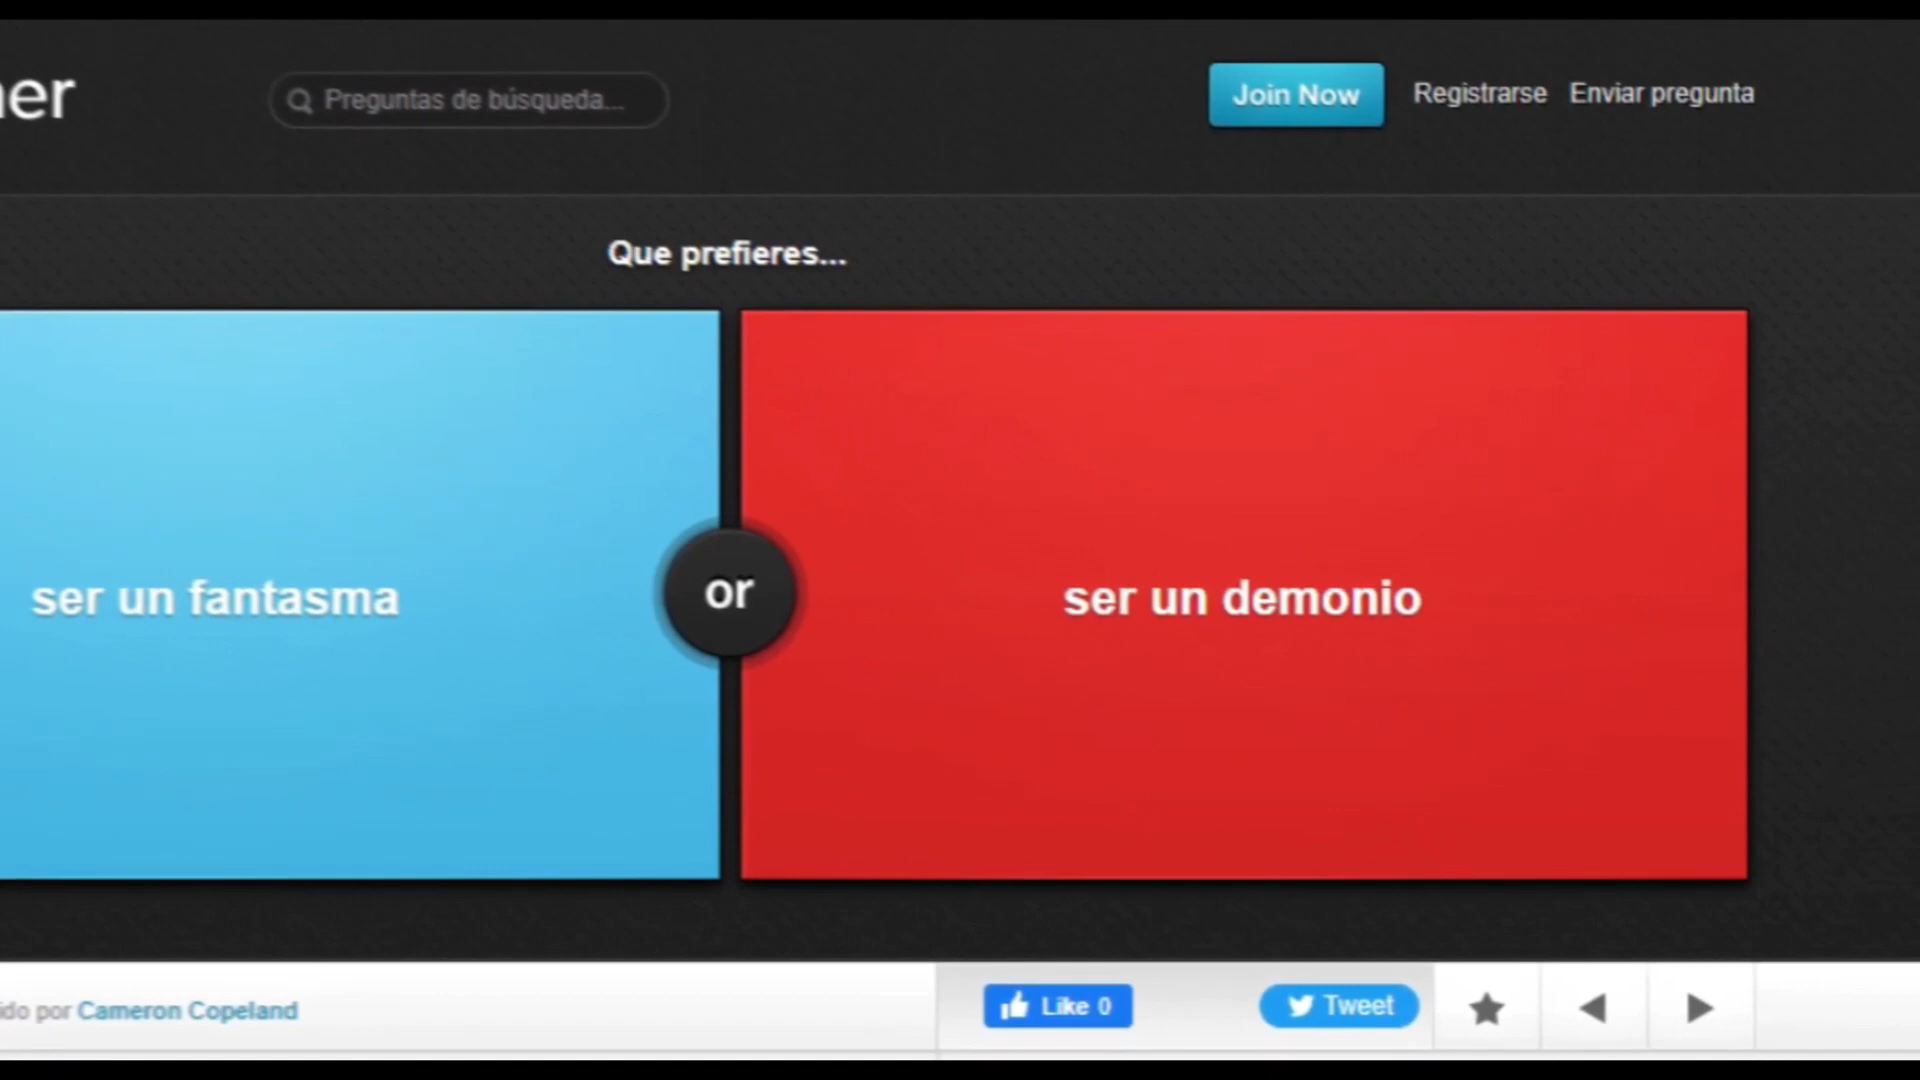 her
Preguntas de búsqueda...
Join Now
Registrarse
Enviar pregunta
Que prefieres...
ser un fantasma
or
ser un demonio
ido por Cameron Copeland
Like 0
Tweet